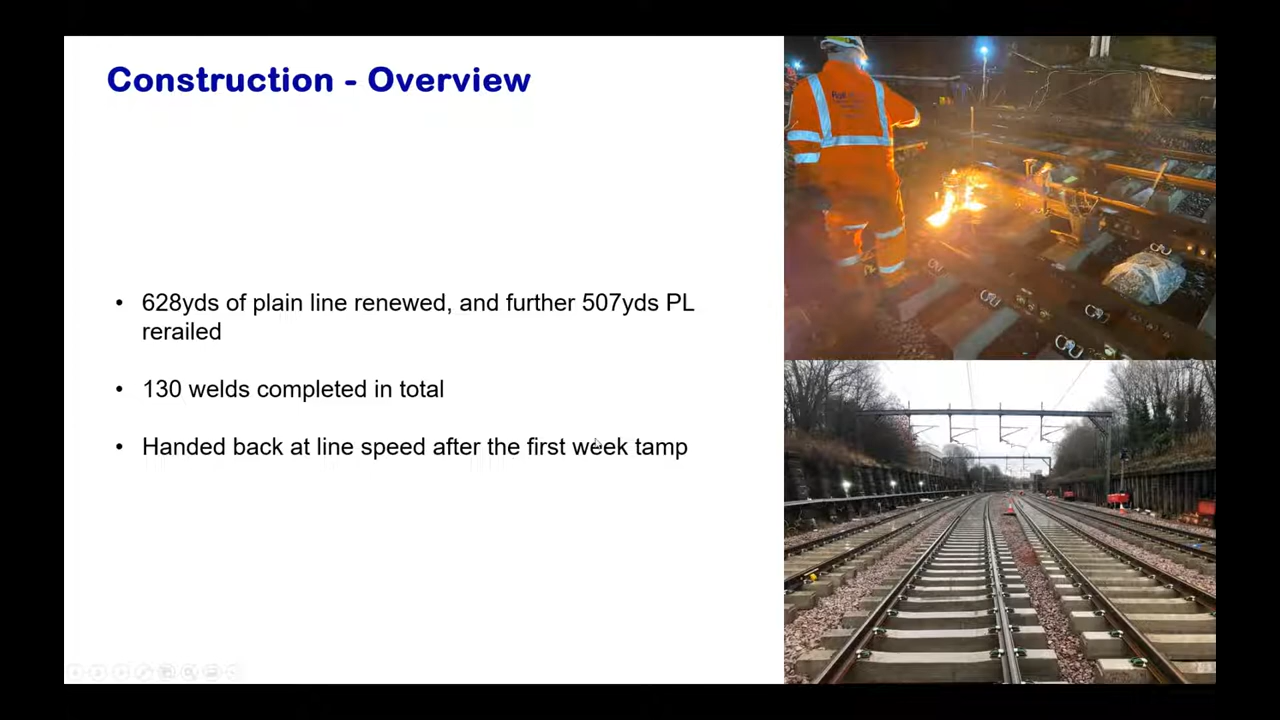 Construction - Overview
• 628yds of plain line renewed, and further 507yds PL
rerailed
• 130 welds completed in total
• Handed back at line speed after the first week tamp